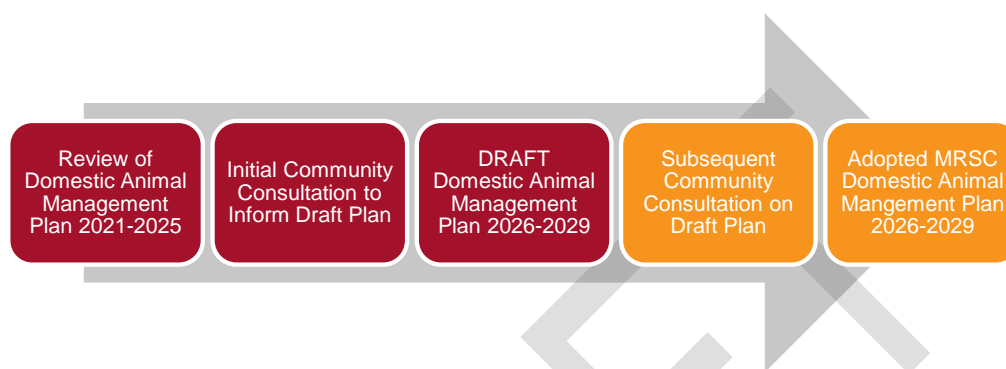 Review of
Domestic Animal
Management
Plan 2021-2025
Initial Community
Consultation to
Inform Draft Plan
DRAFT
Domestic Animal
Management
Plan 2026-2029
Subsequent
Community
Consultation on
Draft Plan
Adopted MRSC
Domestic Animal
Mangement Plan
2026-2029